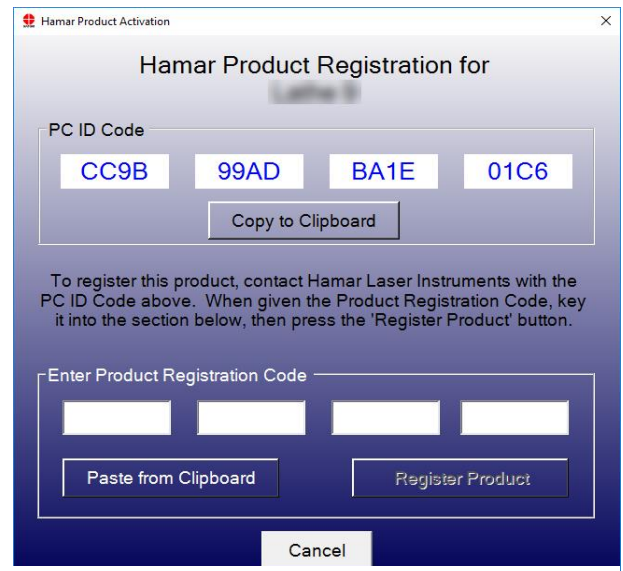 Hamar Product Activation
Hamar Product Registration for
PC ID Code
CC9B 99AD BA1E 01C6
Copy to Clipboard
To register this product, contact Hamar Laser Instruments with the
PC ID Code above. When given the Product Registration Code, key
it into the section below, then press the 'Register Product' button.
Enter Product Registration Code
Paste from Clipboard Register Product
Cancel